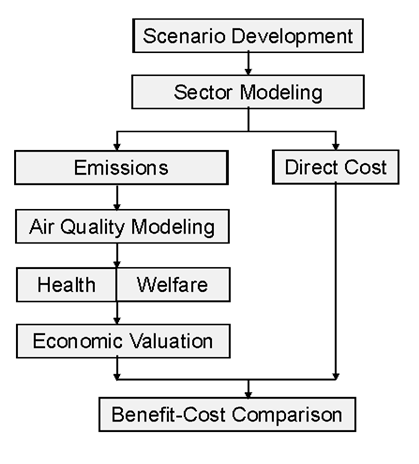 Scenario Development
Sector Modeling
Emissions
Direct Cost
Air Quality Modeling
Health
Welfare
Economic Valuation
Benefit-Cost Comparison